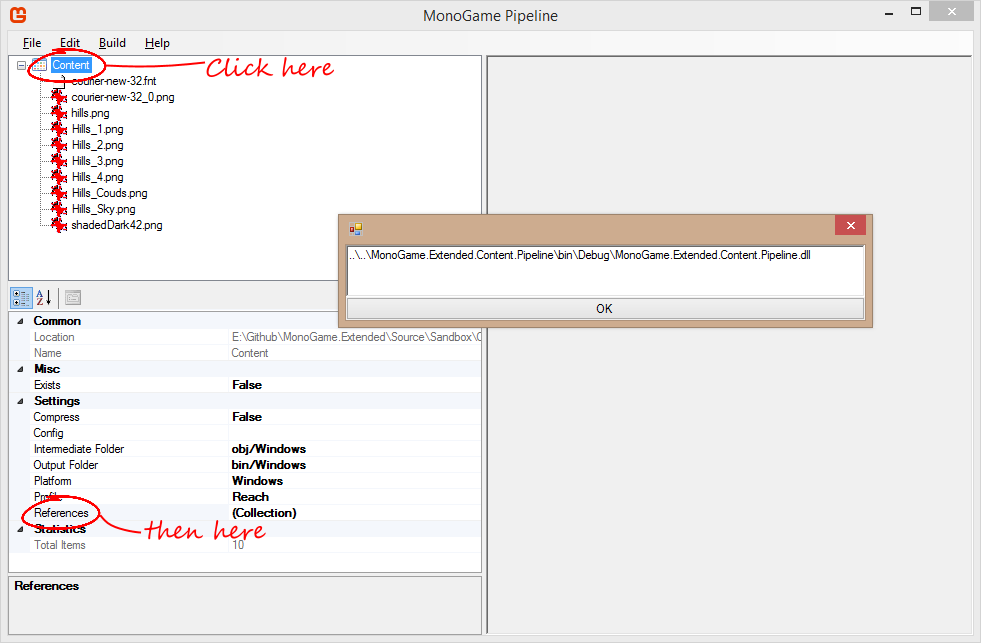 MonoGame Pipeline
File Edit Build Help
Content
Click here
courier-new-32.fnt
courier-new-32_0.png
hills.png
Hills_1.png
Hills_2.png
Hills_3.png
Hills_4.png
Hills_Couds.png
Hills_Sky.png
shadedDark42.png
..\..\MonoGame.Extended.Content.Pipeline\bin\Debug\MonoGame.Extended.Content.Pipeline.dll
OK
Common
Location E:\Github\MonoGame.Extended\Source\Sandbox\C
Name Content
Misc
Exists False
Settings
Compress False
Config
Intermediate Folder obj/Windows
Output Folder bin/Windows
Platform Windows
Profile Reach
References (Collection)
then here
Statistics
Total Items 10
References